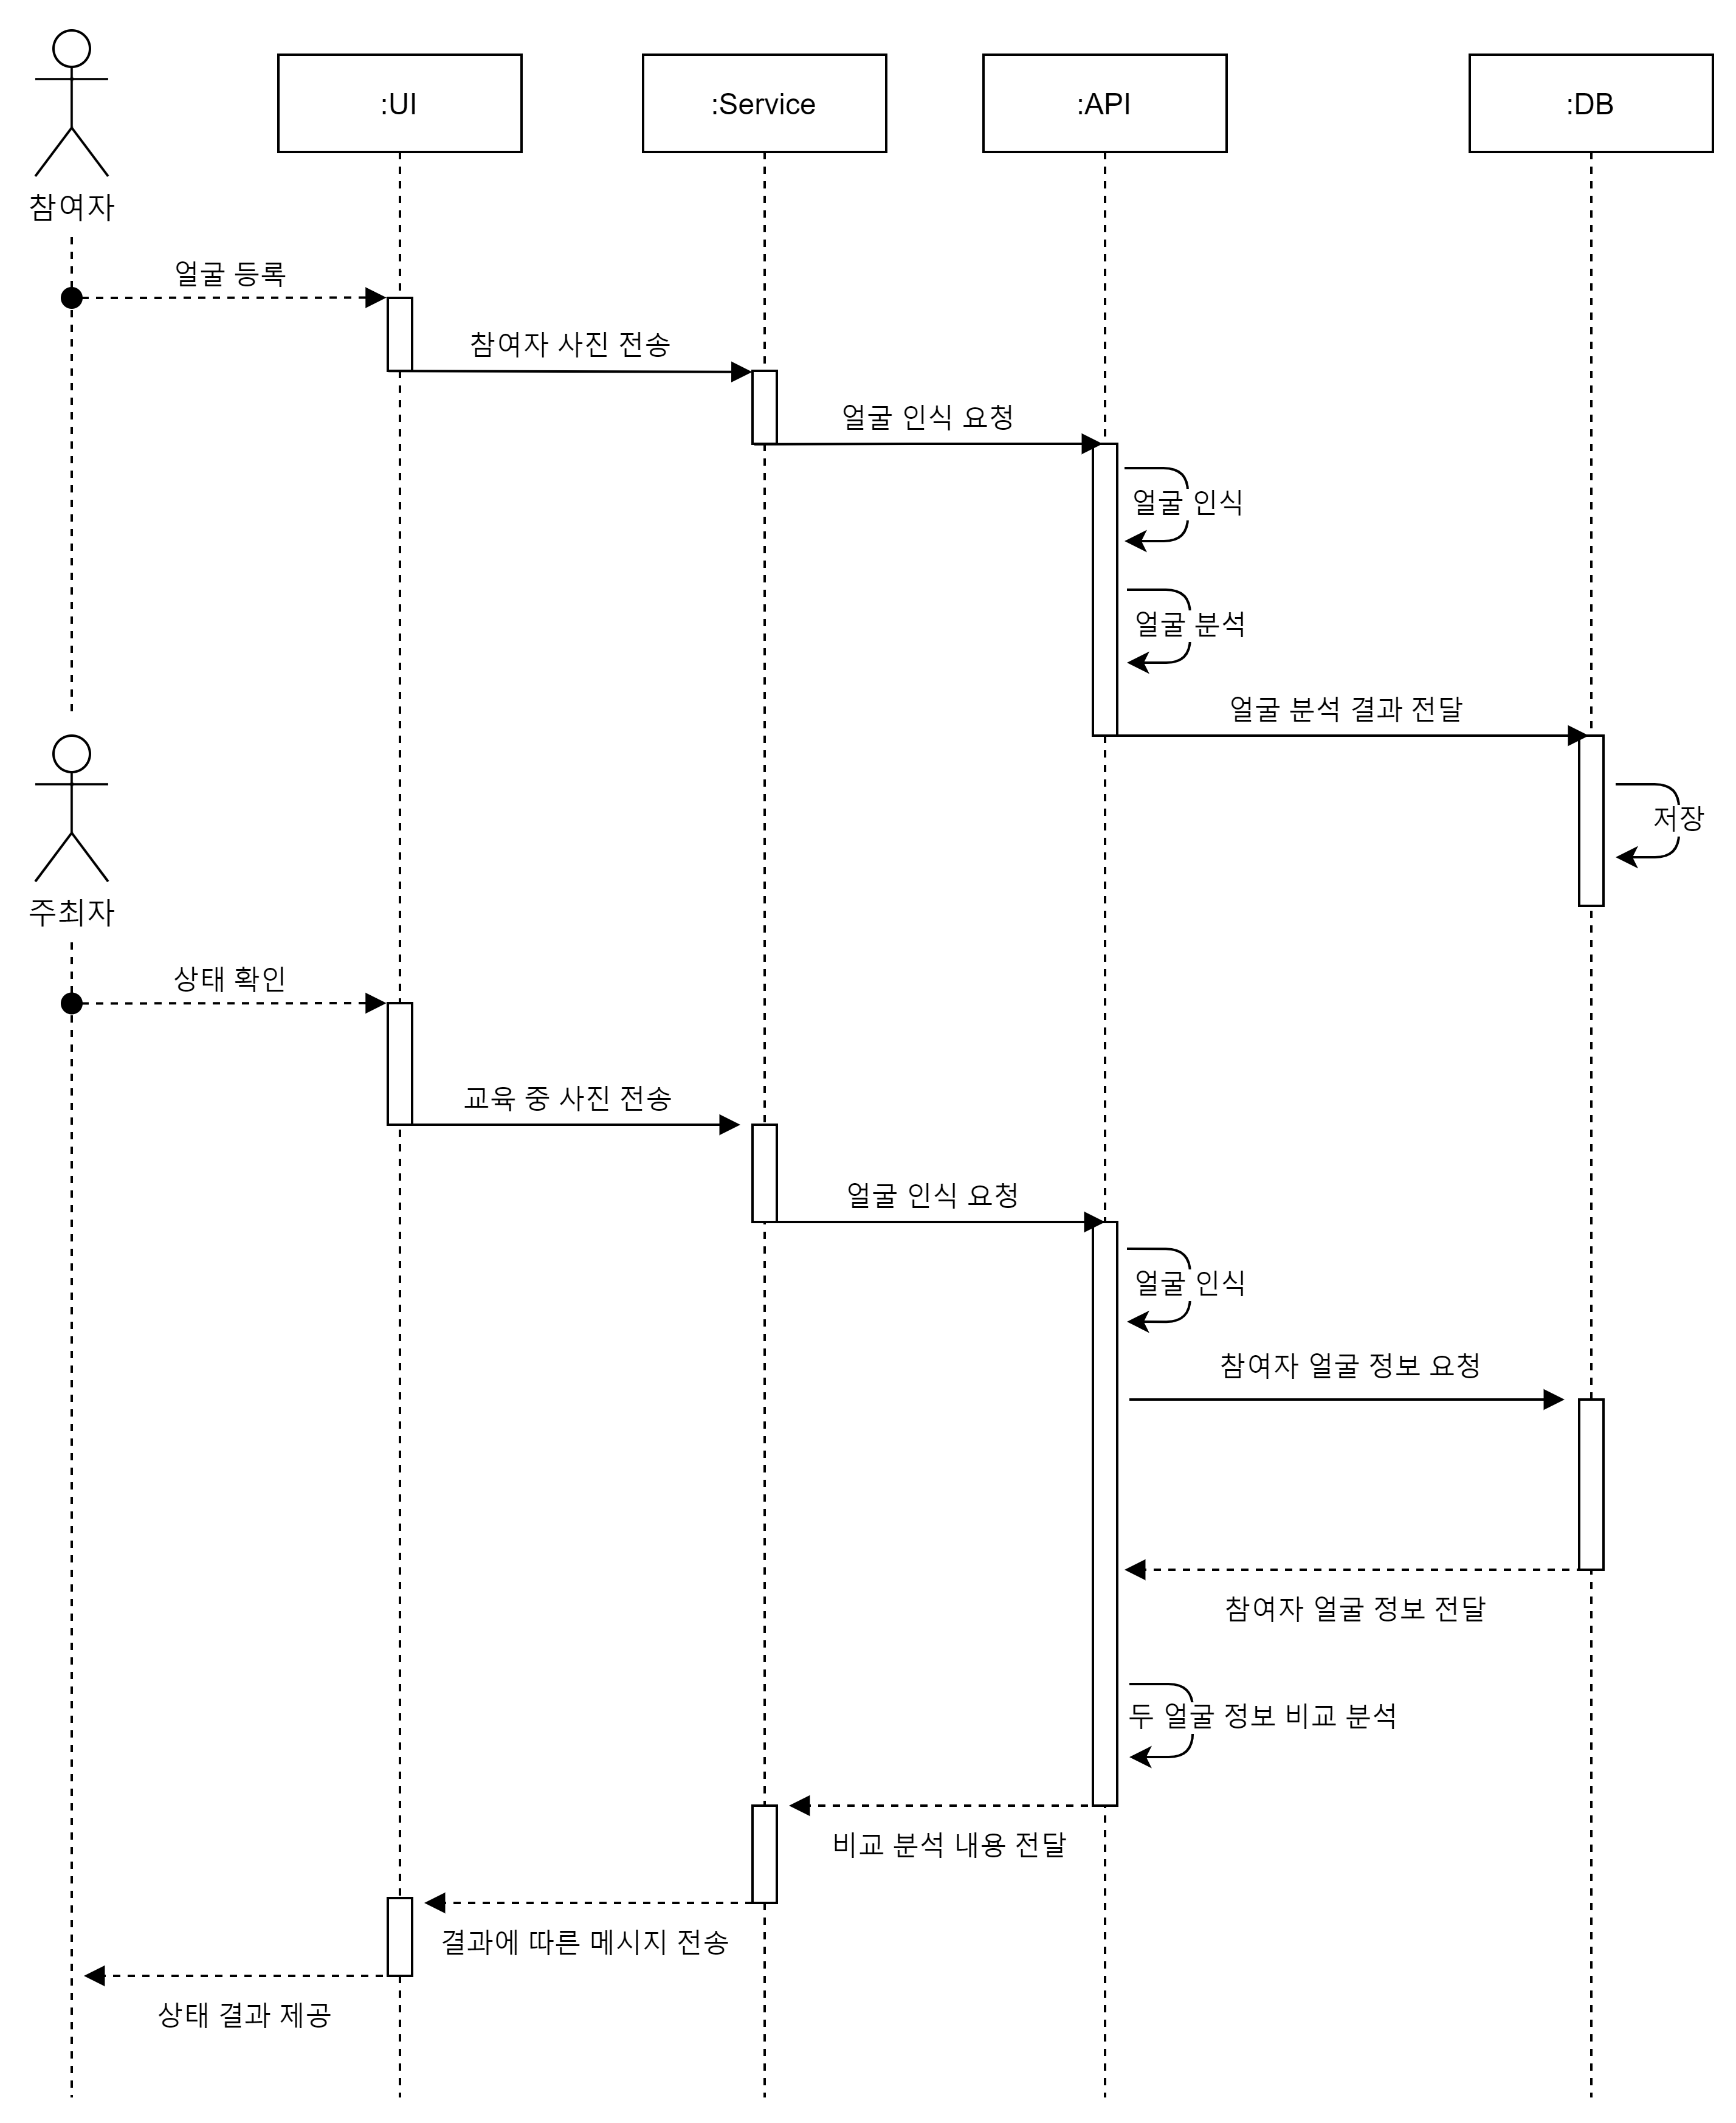 :UI
:Service
:API
:DB
참여자
얼굴 등록
참여자 사진 전송
얼굴 인식 요청
얼굴 인식
얼굴 분석
얼굴 분석 결과 전달
저장
주최자
상태 확인
교육 중 사진 전송
얼굴 인식 요청
얼굴 인식
참여자 얼굴 정보 요청
참여자 얼굴 정보 전달
두 얼굴 정보 비교 분석
비교 분석 내용 전달
결과에 따른 메시지 전송
상태 결과 제공